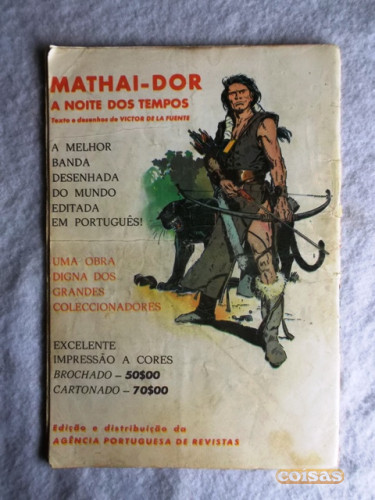 MATHAI-DOR
A NOITE DOS TEMPOS
Texto e desenhos de VICTOR DE LA FUENTE
A MELHOR
BANDA
DESENHADA
DO MUNDO
EDITADA
EM PORTUGUÊS!
UMA OBRA
DIGNA DOS
GRANDES
COLECCIONADORES
EXCELENTE
IMPRESSÃO A CORES
BROCHADO – 50$00
CARTONADO – 70$00
Edição e distribuição da
AGÊNCIA PORTUGUESA DE REVISTAS
coisas